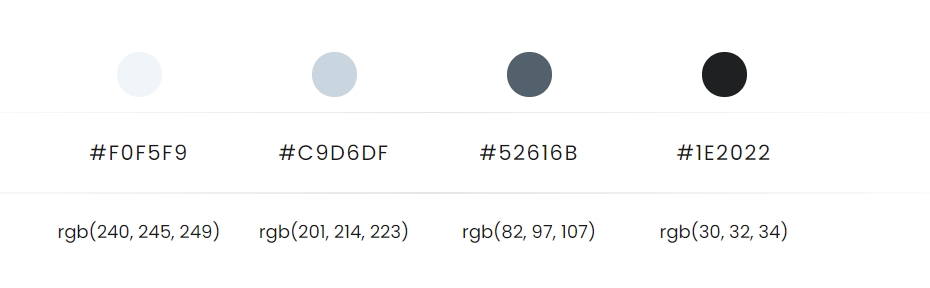 #F0F5F9 #C9D6DF #52616B #1E2022
rgb(240, 245, 249) rgb(201, 214, 223) rgb(82, 97, 107) rgb(30, 32, 34)